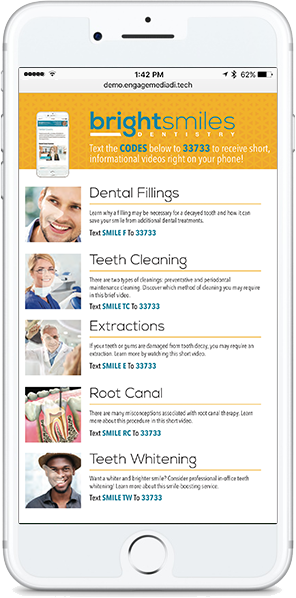 1:42 PM
62%
demo.engagemediadi.tech
brightsmiles
DENTISTRY
Text the CODES below to 33733 to receive short,
informational videos right on your phone!
Dental Fillings
Learn why a filling may be necessary for a decayed tooth and how it can
save your smile from additional dental treatments.
Text SMILE F To 33733
Teeth Cleaning
There are two types of cleanings: preventive and periodontal
maintenance cleaning. Discover which method of cleaning you may require
in this brief video.
Text SMILE TC To 33733
Extractions
If your teeth or gums are damaged from tooth decay, you may require an
extraction. Learn more by watching this short video.
Text SMILE E To 33733
Root Canal
There are many misconceptions associated with root canal therapy. Learn
more about this procedure in this short video.
Text SMILE RC To 33733
Teeth Whitening
Want a whiter and brighter smile? Consider professional in-office teeth
whitening! Learn more about this smile boosting service.
Text SMILE TW To 33733